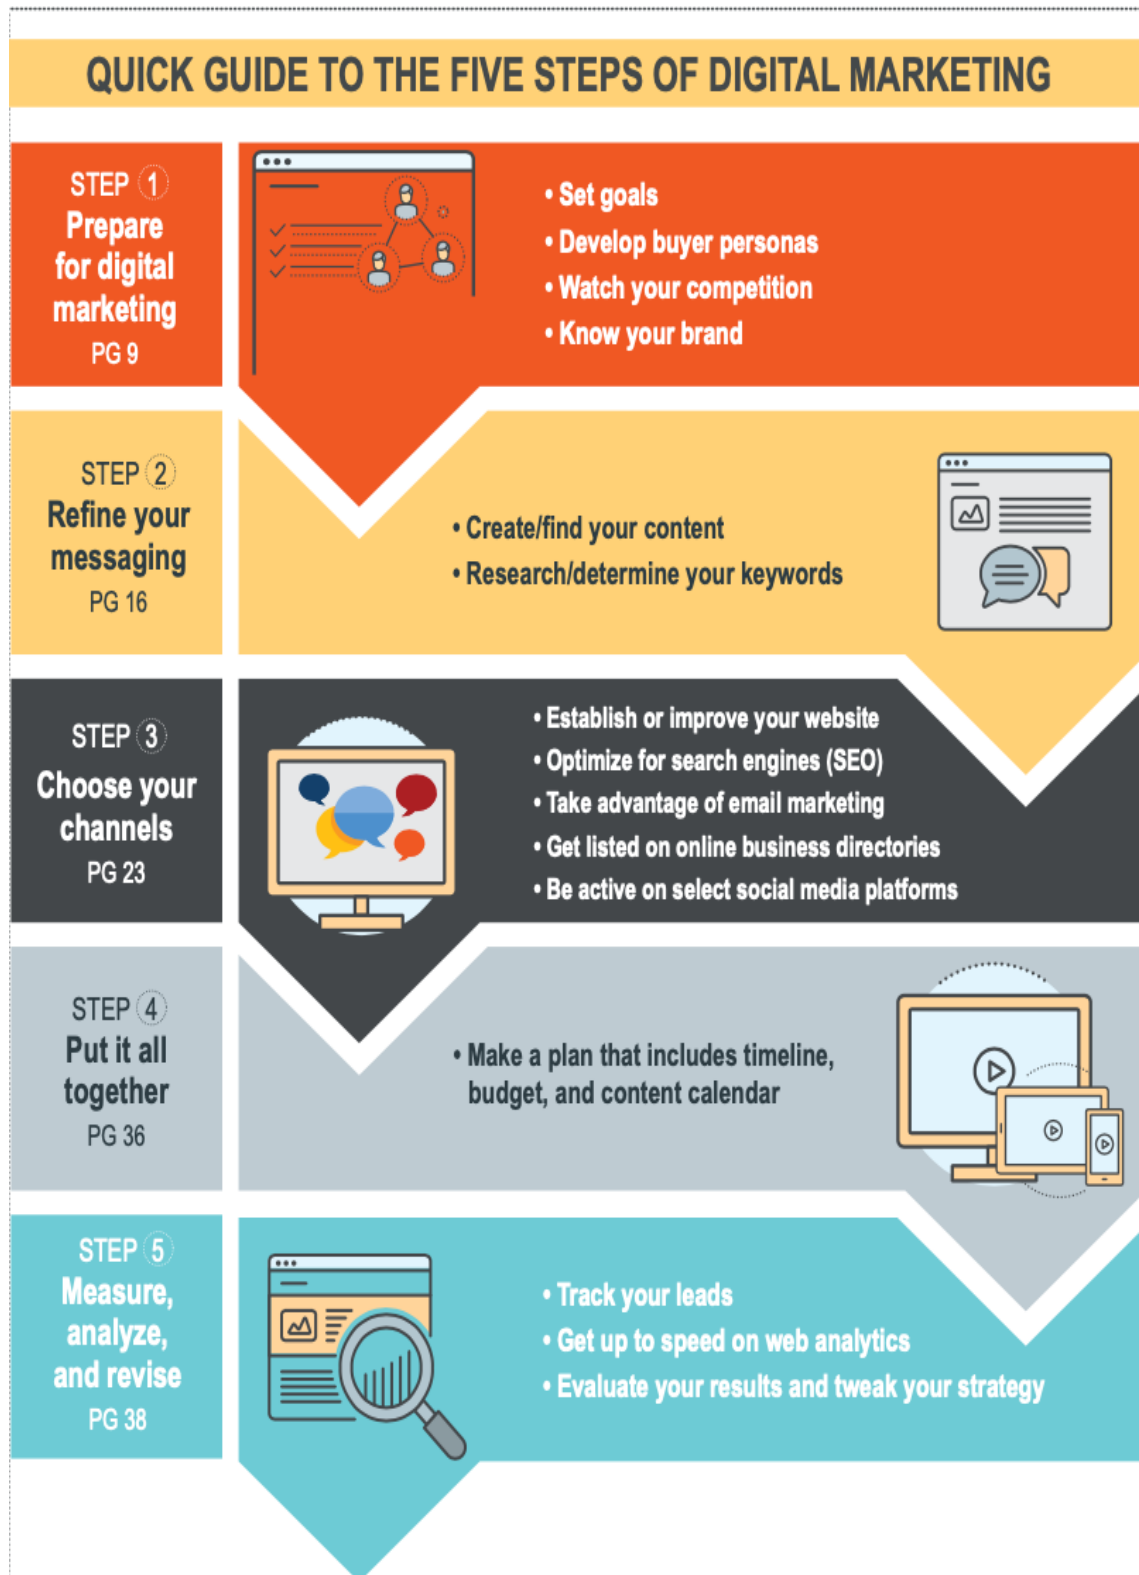 QUICK GUIDE TO THE FIVE STEPS OF DIGITAL MARKETING
STEP 1
Prepare
for digital
marketing
PG 9
• Set goals
• Develop buyer personas
• Watch your competition
• Know your brand
STEP 2
Refine your
messaging
PG 16
• Create/find your content
• Research/determine your keywords
STEP 3
Choose your
channels
PG 23
• Establish or improve your website
• Optimize for search engines (SEO)
• Take advantage of email marketing
• Get listed on online business directories
• Be active on select social media platforms
STEP 4
Put it all
together
PG 36
• Make a plan that includes timeline,
budget, and content calendar
STEP 5
Measure,
analyze,
and revise
PG 38
• Track your leads
• Get up to speed on web analytics
• Evaluate your results and tweak your strategy